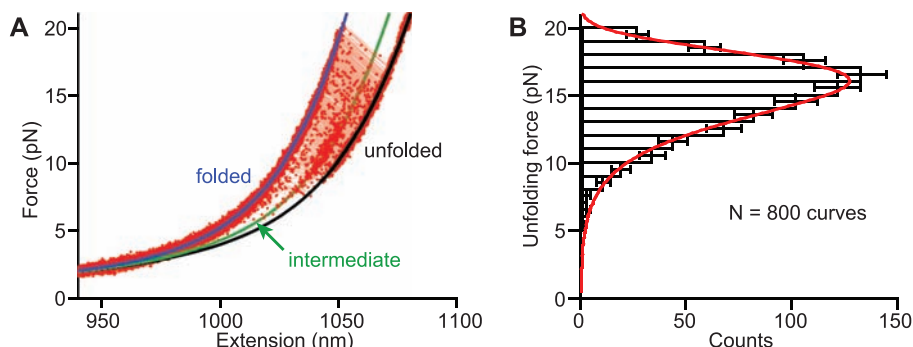 A
Force (pN)
20
15
10
5
0
folded
unfolded
intermediate
950
1000
1050
1100
Extension (nm)
B
Unfolding force (pN)
20
15
10
5
0
N = 800 curves
0
50
100
150
Counts